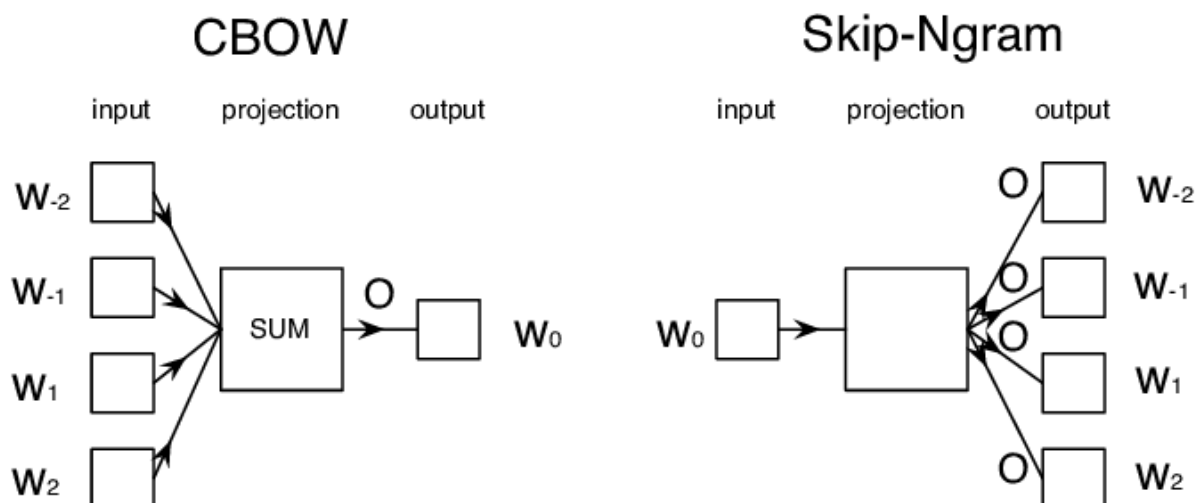 CBOW
input projection output
w-2
w-1
w1
w2
SUM
O
w0
Skip-Ngram
input projection output
w0
O
O
O
O
w-2
w-1
w1
w2